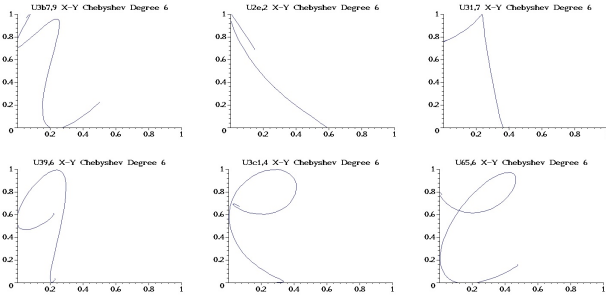 U3b7,9 X-Y Chebyshev Degree 6
U2e,2 X-Y Chebyshev Degree 6
U31,7 X-Y Chebyshev Degree 6
1 1 1
0.8 0.8 0.8
0.6 0.6 0.6
0.4 0.4 0.4
0.2 0.2 0.2
0 0 0
0.2 0.4 0.6 0.8 1
0.2 0.4 0.6 0.8 1
0.2 0.4 0.6 0.8
U39,6 X-Y Chebyshev Degree 6
U3c1,4 X-Y Chebyshev Degree 6
U65,6 X-Y Chebyshev Degree 6
1 1 1
0.8 0.8 0.8
0.6 0.6 0.6
0.4 0.4 0.4
0.2 0.2 0.2
0 0 0
0.2 0.4 0.6 0.8 1
0.2 0.4 0.6 0.8 1
0.2 0.4 0.6 0.8 1